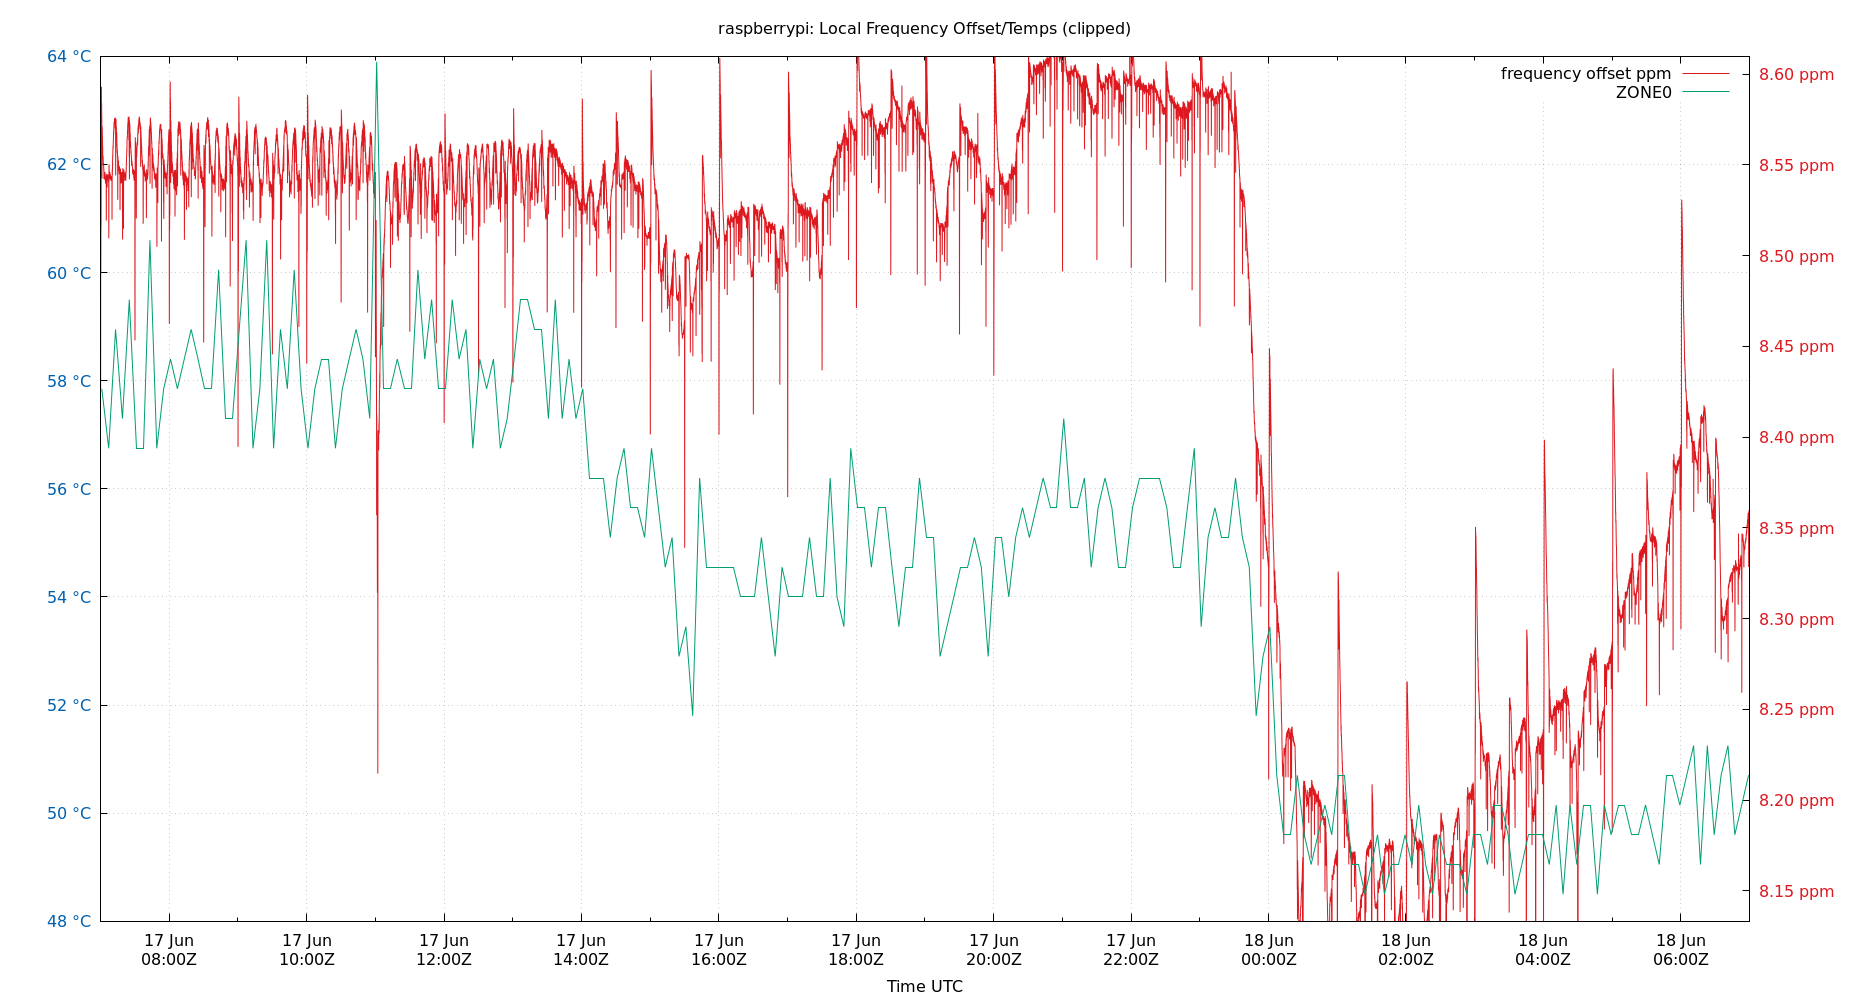 raspberrypi: Local Frequency Offset/Temps (clipped)
frequency offset ppm
ZONE0
64 °C
62 °C
60 °C
58 °C
56 °C
54 °C
52 °C
50 °C
48 °C
8.60 ppm
8.55 ppm
8.50 ppm
8.45 ppm
8.40 ppm
8.35 ppm
8.30 ppm
8.25 ppm
8.20 ppm
8.15 ppm
17 Jun 17 Jun 17 Jun 17 Jun 17 Jun 17 Jun 17 Jun 17 Jun 18 Jun 18 Jun 18 Jun 18 Jun
08:00Z 10:00Z 12:00Z 14:00Z 16:00Z 18:00Z 20:00Z 22:00Z 00:00Z 02:00Z 04:00Z 06:00Z
Time UTC